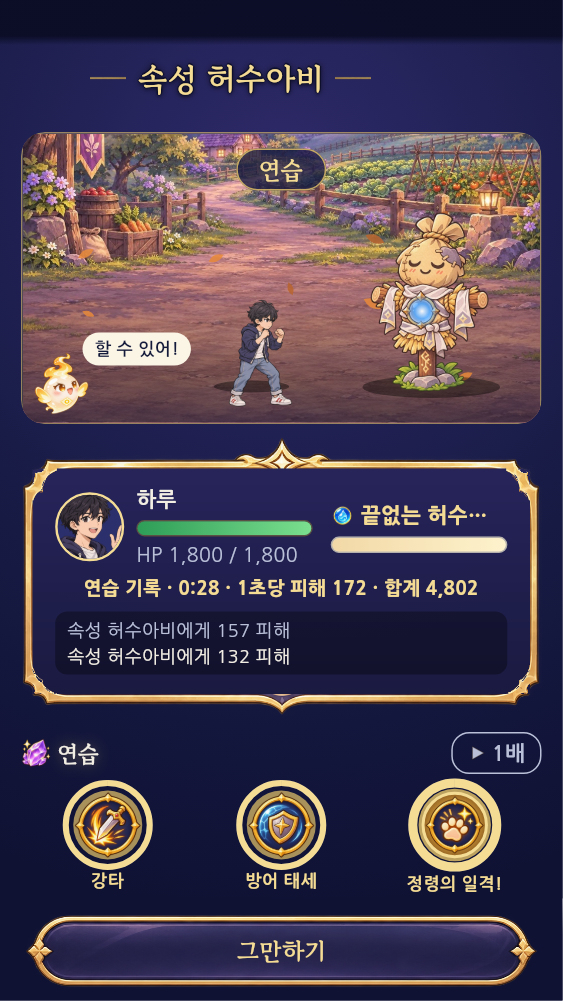 속성 허수아비
연습
할 수 있어!
하루
HP 1,800 / 1,800
끝없는 허수…
연습 기록 · 0:28 · 1초당 피해 172 · 합계 4,802
속성 허수아비에게 157 피해
속성 허수아비에게 132 피해
연습
▶ 1배
강타
방어 태세
정령의 일격!
그만하기